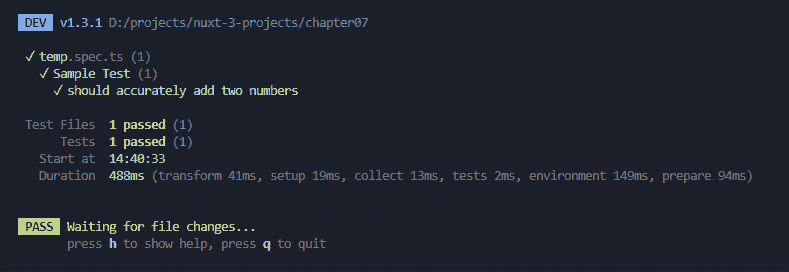 DEV v1.3.1 D:/projects/nuxt-3-projects/chapter07
✓ temp.spec.ts (1)
✓ Sample Test (1)
✓ should accurately add two numbers
Test Files 1 passed (1)
Tests 1 passed (1)
Start at 14:40:33
Duration 488ms (transform 41ms, setup 19ms, collect 13ms, tests 2ms, environment 149ms, prepare 94ms)
PASS Waiting for file changes...
press h to show help, press q to quit